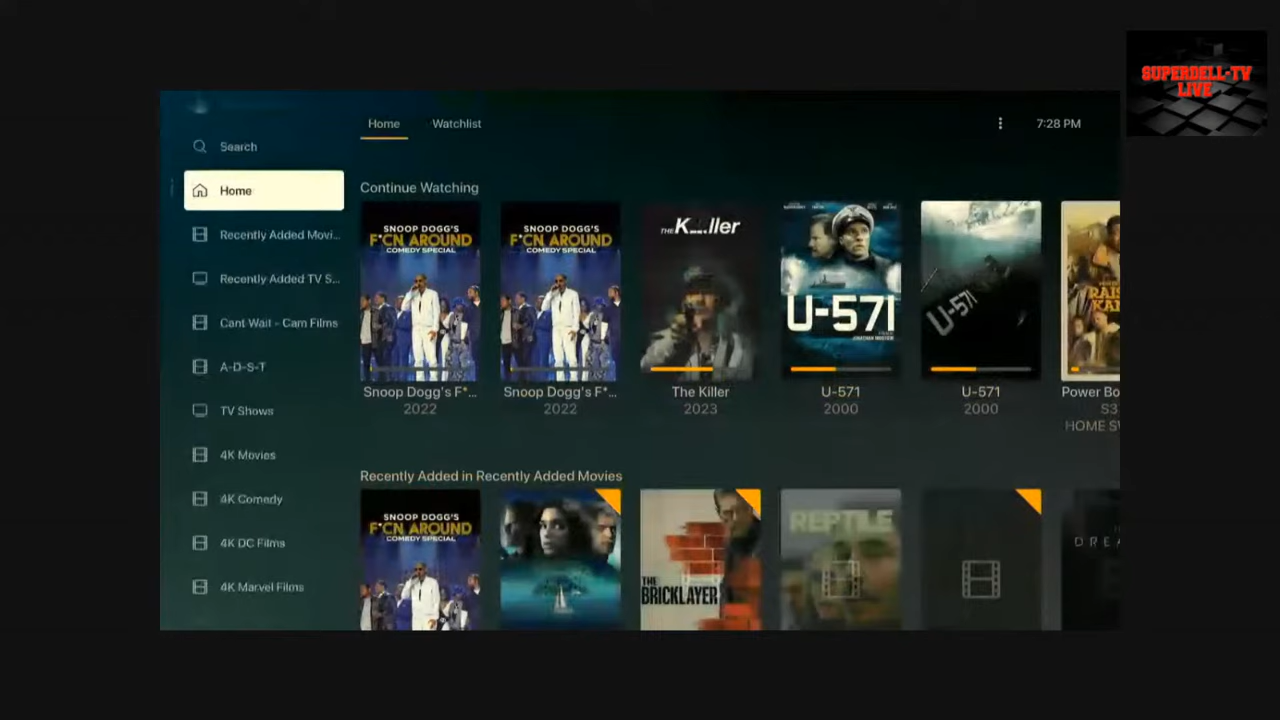 SUPERDELL-TV
LIVE
Home
Watchlist
7:28 PM
Search
Home
Recently Added Movi...
Recently Added TV S...
Cant Wait - Cam Films
A-D-S-T
TV Shows
4K Movies
4K Comedy
4K DC Films
4K Marvel Films
Continue Watching
SNOOP DOGG'S
F*CN AROUND
COMEDY SPECIAL
SNOOP DOGG'S
F*CN AROUND
COMEDY SPECIAL
THE K...ller
U-571
U-571
Snoop Dogg's F*...
2022
Snoop Dogg's F*...
2022
The Killer
2023
U-571
2000
U-571
2000
Power Bo
S3
HOME SW
Recently Added in Recently Added Movies
SNOOP DOGG'S
F*CN AROUND
COMEDY SPECIAL
THE
BRICKLAYER
REPTILE